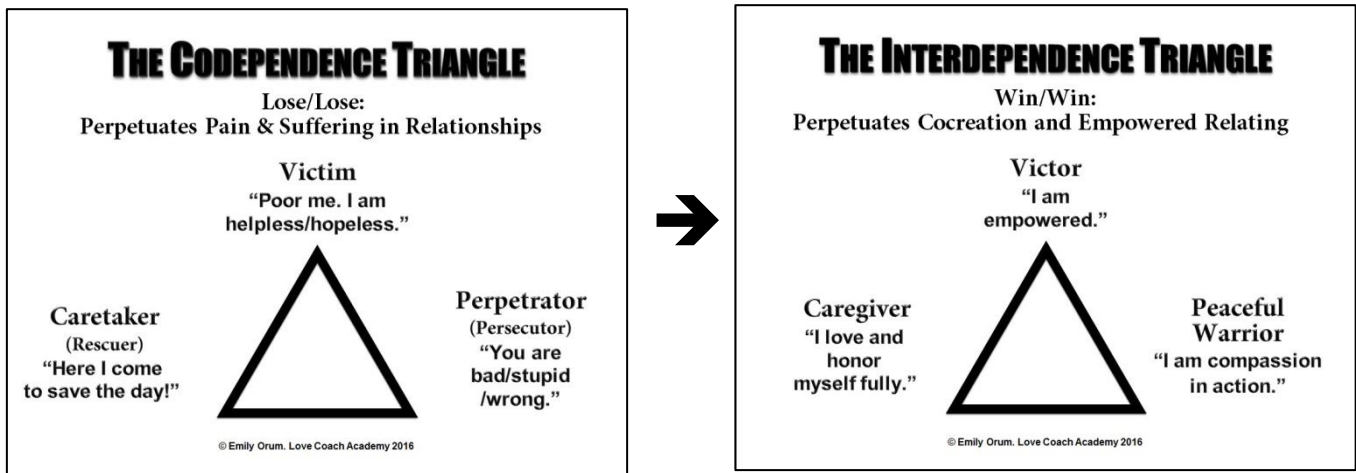 THE CODEPENDENCE TRIANGLE
Lose/Lose:
Perpetuates Pain & Suffering in Relationships
Victim
“Poor me. I am
helpless/hopeless.”
Caretaker
(Rescuer)
“Here I come
to save the day!”
Perpetrator
(Persecutor)
“You are
bad/stupid
/wrong.”
© Emily Orum. Love Coach Academy 2016
THE INTERDEPENDENCE TRIANGLE
Win/Win:
Perpetuates Cocreation and Empowered Relating
Victor
“I am
empowered.”
Caregiver
“I love and
honor
myself fully.”
Peaceful
Warrior
“I am compassion
in action.”
© Emily Orum. Love Coach Academy 2016